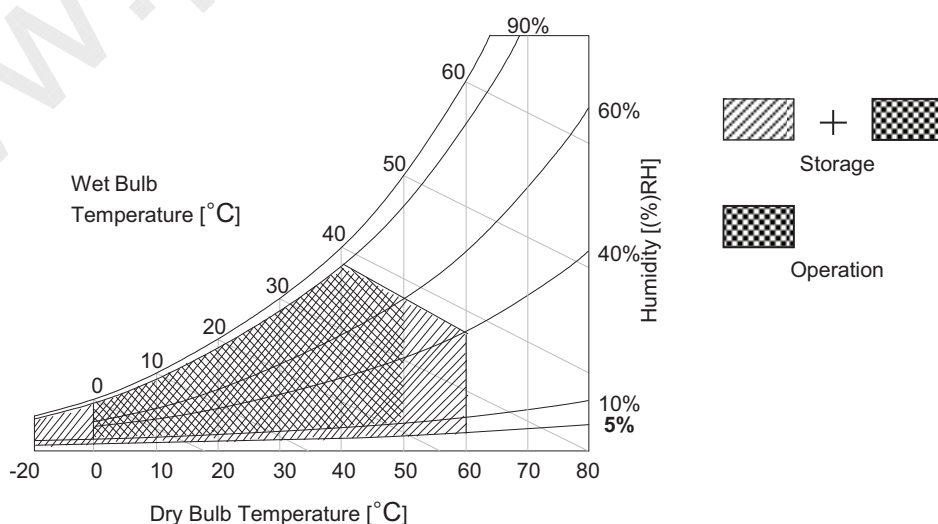 90%
60
60%
50
Wet Bulb
Temperature [°C]
40
40%
30
20
10
0
10%
5%
Humidity [(%)RH]
-20 0 10 20 30 40 50 60 70 80
Dry Bulb Temperature [°C]
+
Storage
Operation